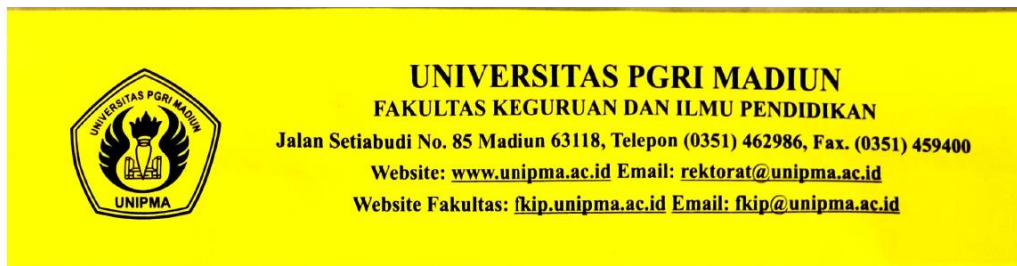 UNIVERSITAS PGRI MADIUN
UNIPMA
UNIVERSITAS PGRI MADIUN
FAKULTAS KEGURUAN DAN ILMU PENDIDIKAN
Jalan Setiabudi No. 85 Madiun 63118, Telepon (0351) 462986, Fax. (0351) 459400
Website: www.unipma.ac.id Email: rektorat@unipma.ac.id
Website Fakultas: fkip.unipma.ac.id Email: fkip@unipma.ac.id